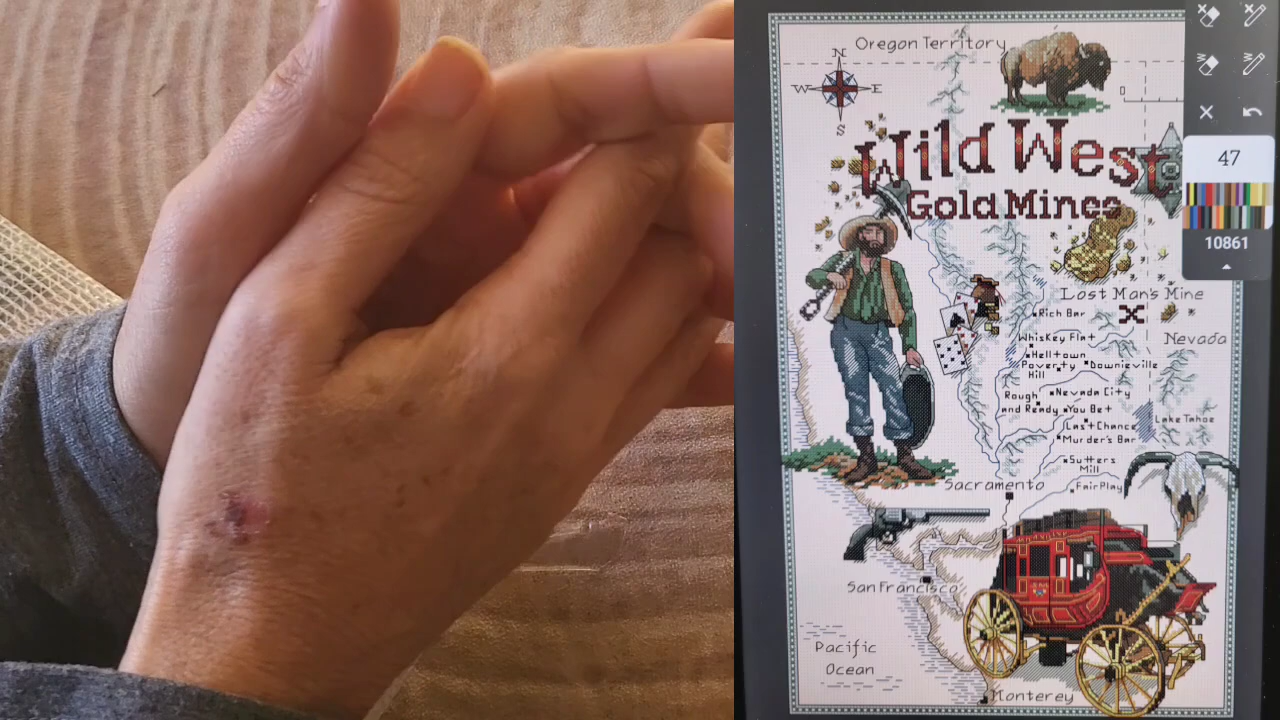 Oregon Territory
N
W E
S
Wild West
Gold Mines
47
10861
Lost Man's Mine
Rich Bar
Nevada
Whiskey Flat
Helltown
Poverty Hill
Downieville
Rough and Ready
Nevada City
You Bet
Lake Tahoe
Last Chance
Murder's Bar
Sutters Mill
Sacramento
FairPlay
San Francisco
Pacific
Ocean
Monterey